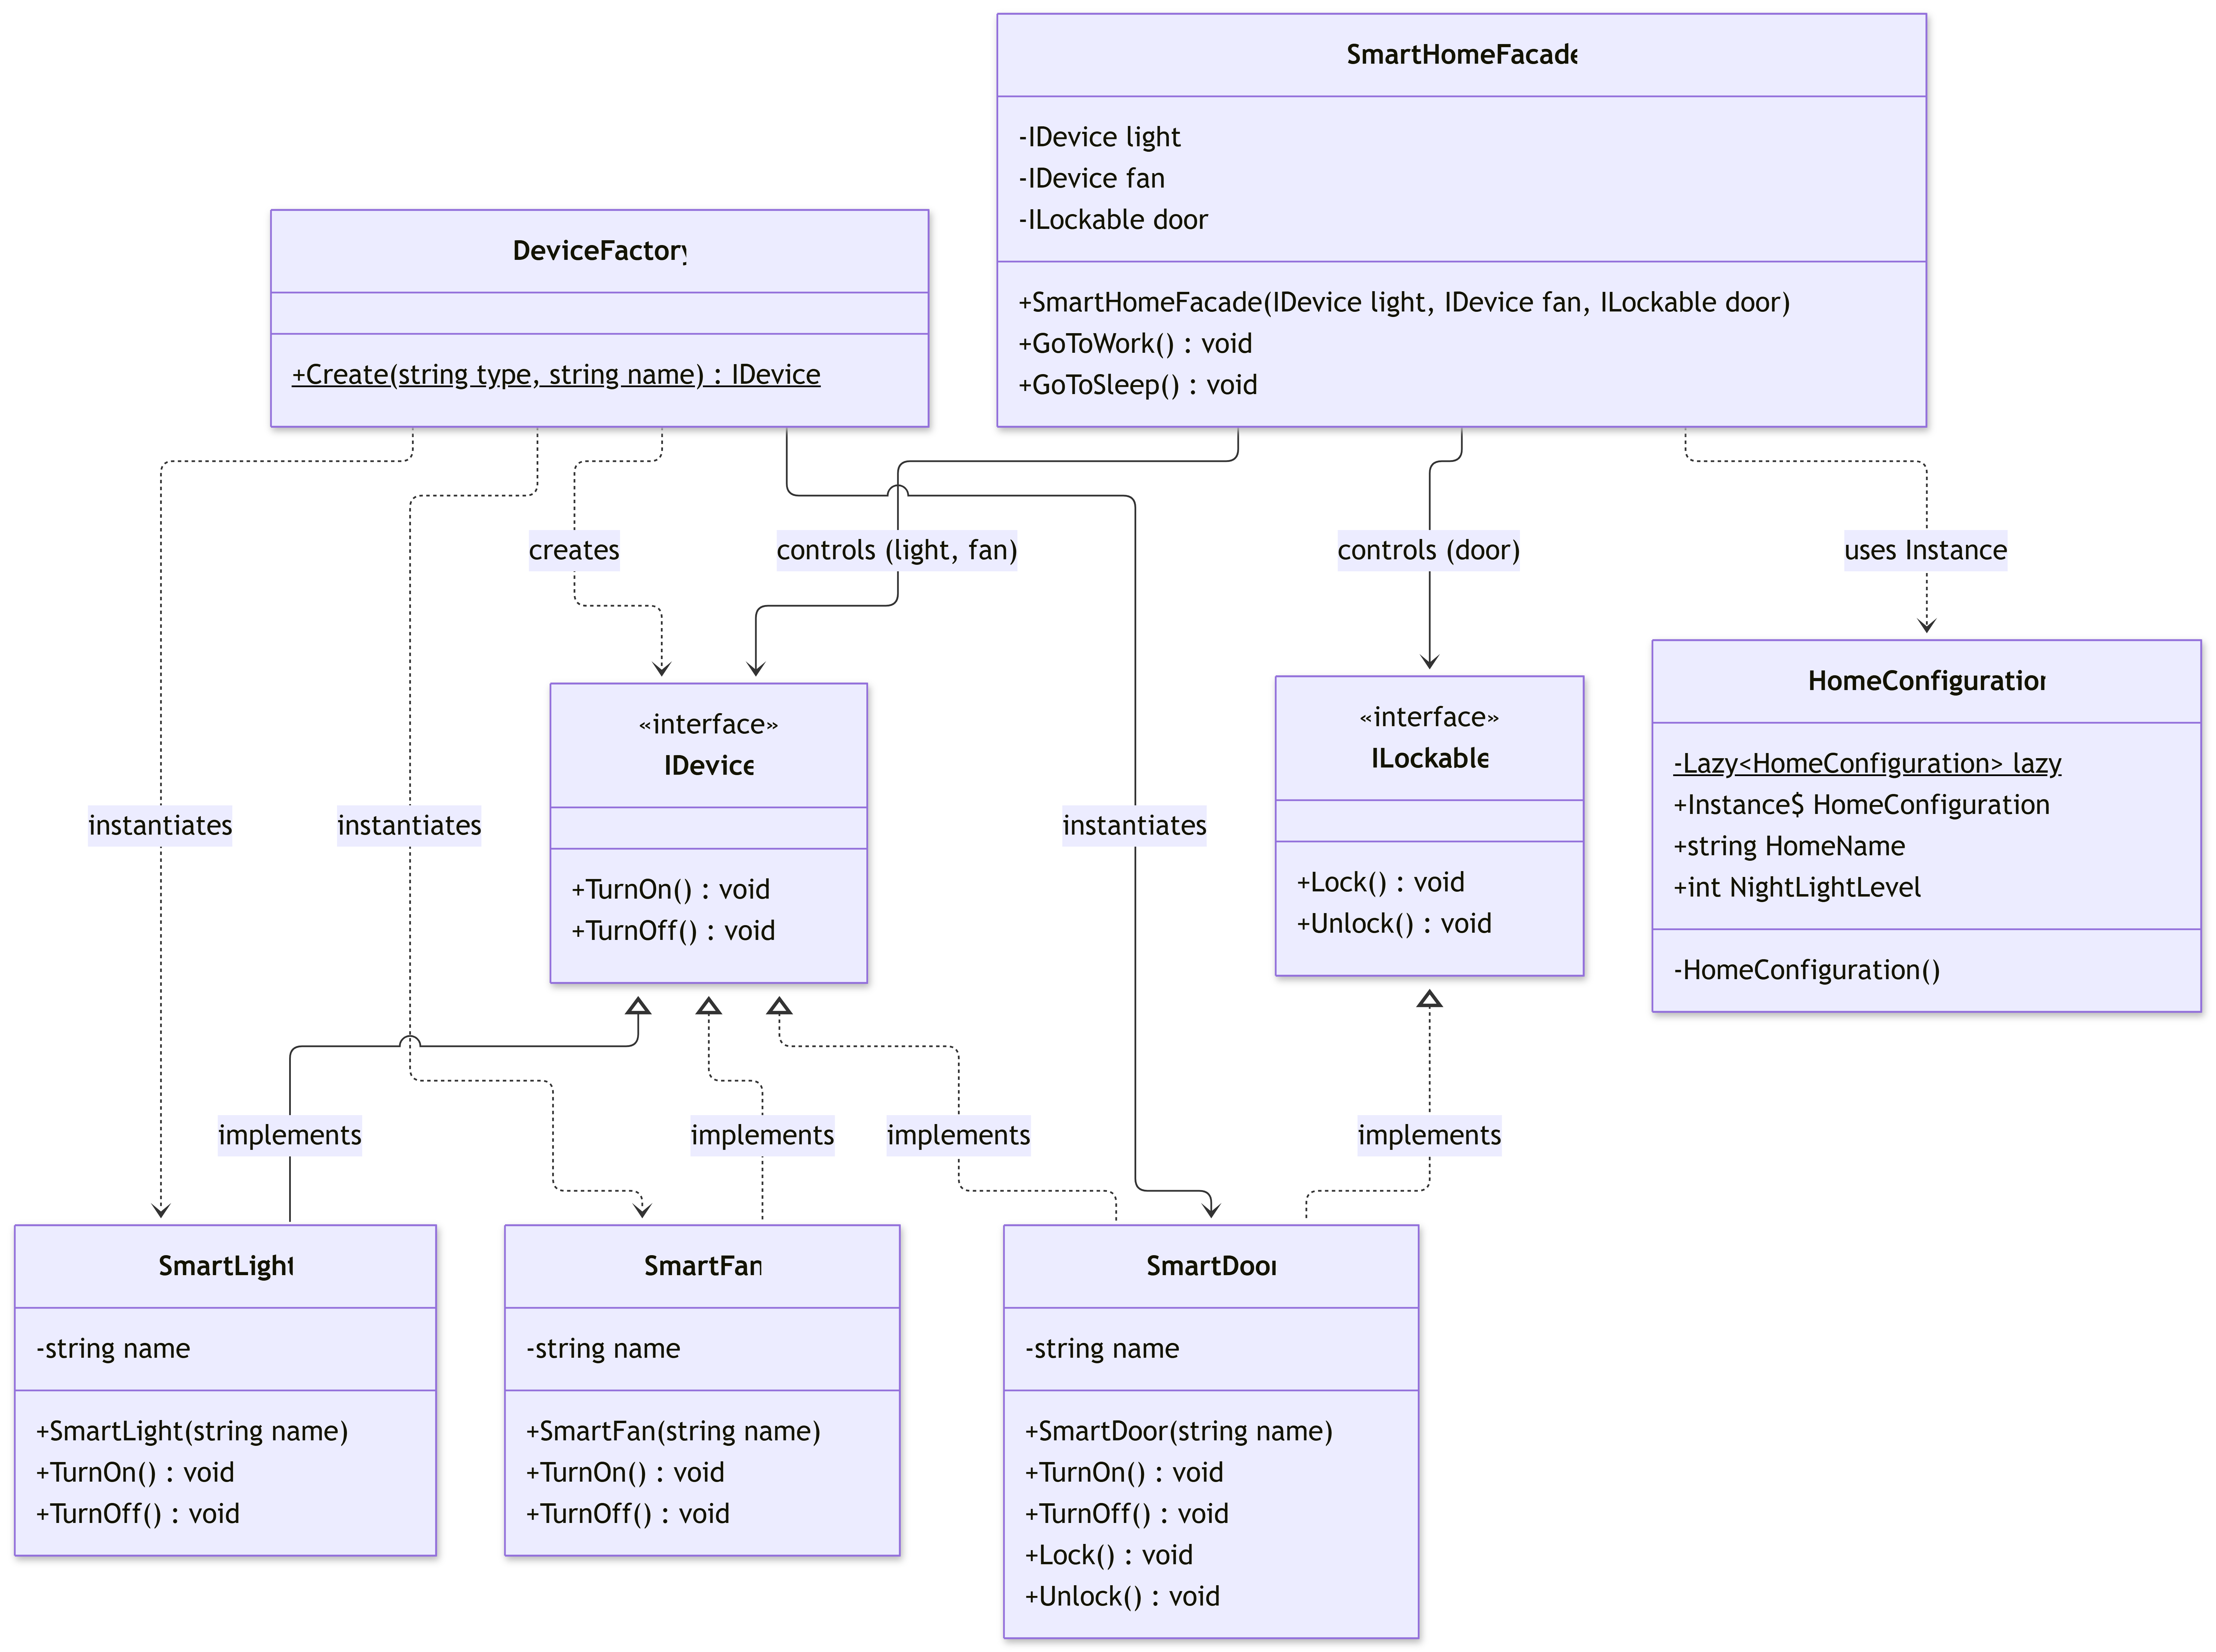 SmartHomeFacade
-IDevice light
-IDevice fan
-ILockable door
+SmartHomeFacade(IDevice light, IDevice fan, ILockable door)
+GoToWork() : void
+GoToSleep() : void
DeviceFactory
+Create(string type, string name) : IDevice
creates
controls (light, fan)
controls (door)
uses Instance
«interface»
IDevice
+TurnOn() : void
+TurnOff() : void
«interface»
ILockable
+Lock() : void
+Unlock() : void
HomeConfiguration
-Lazy<HomeConfiguration> lazy
+Instance$ HomeConfiguration
+string HomeName
+int NightLightLevel
-HomeConfiguration()
instantiates
instantiates
instantiates
implements
implements
implements
implements
SmartLight
-string name
+SmartLight(string name)
+TurnOn() : void
+TurnOff() : void
SmartFan
-string name
+SmartFan(string name)
+TurnOn() : void
+TurnOff() : void
SmartDoor
-string name
+SmartDoor(string name)
+TurnOn() : void
+TurnOff() : void
+Lock() : void
+Unlock() : void